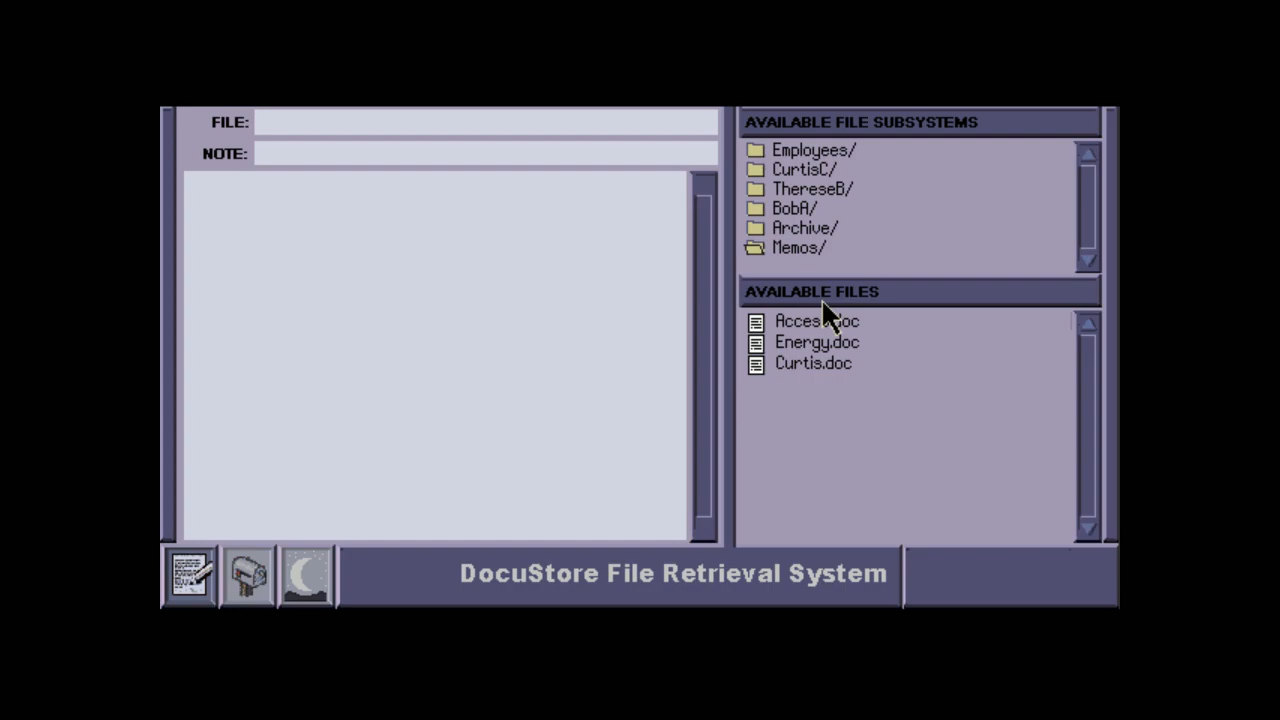 FILE:
NOTE:
AVAILABLE FILE SUBSYSTEMS
Employees/
CurtisC/
ThereseB/
BobA/
Archive/
Memos/
AVAILABLE FILES
Energy.doc
Curtis.doc
DocuStore File Retrieval System